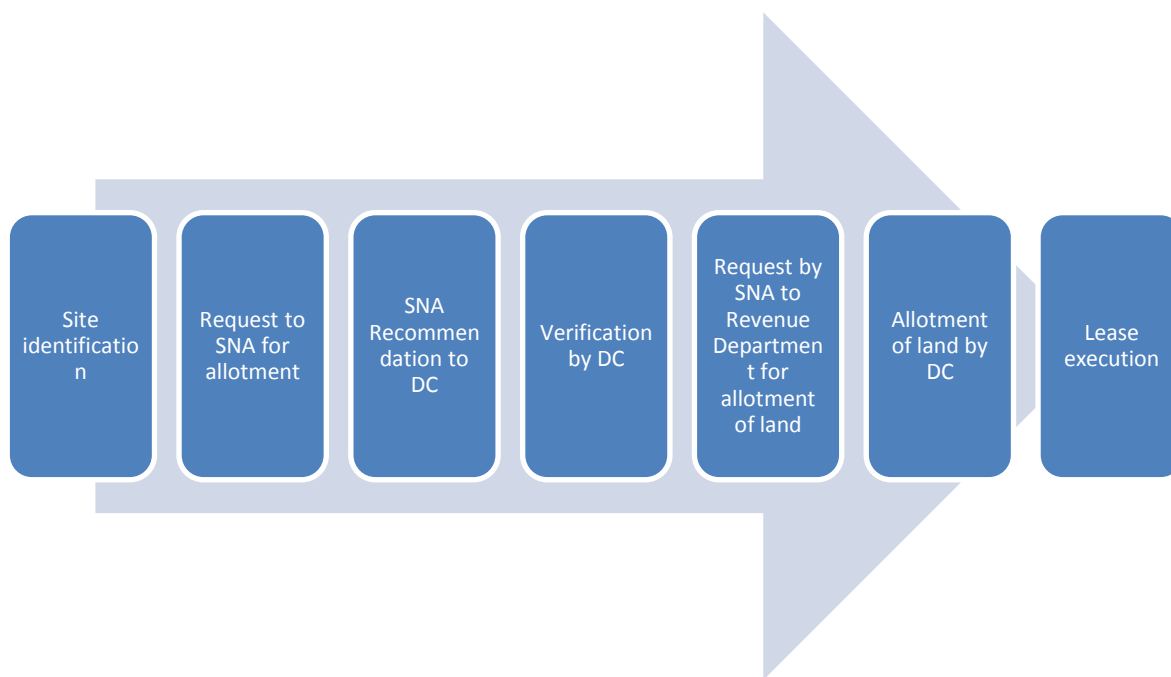 Site
identificatio
n
Request to
SNA for
allotment
SNA
Recommen
dation to
DC
Verification
by DC
Request by
SNA to
Revenue
Departmen
t for
allotment
of land
Allotment
of land by
DC
Lease
execution